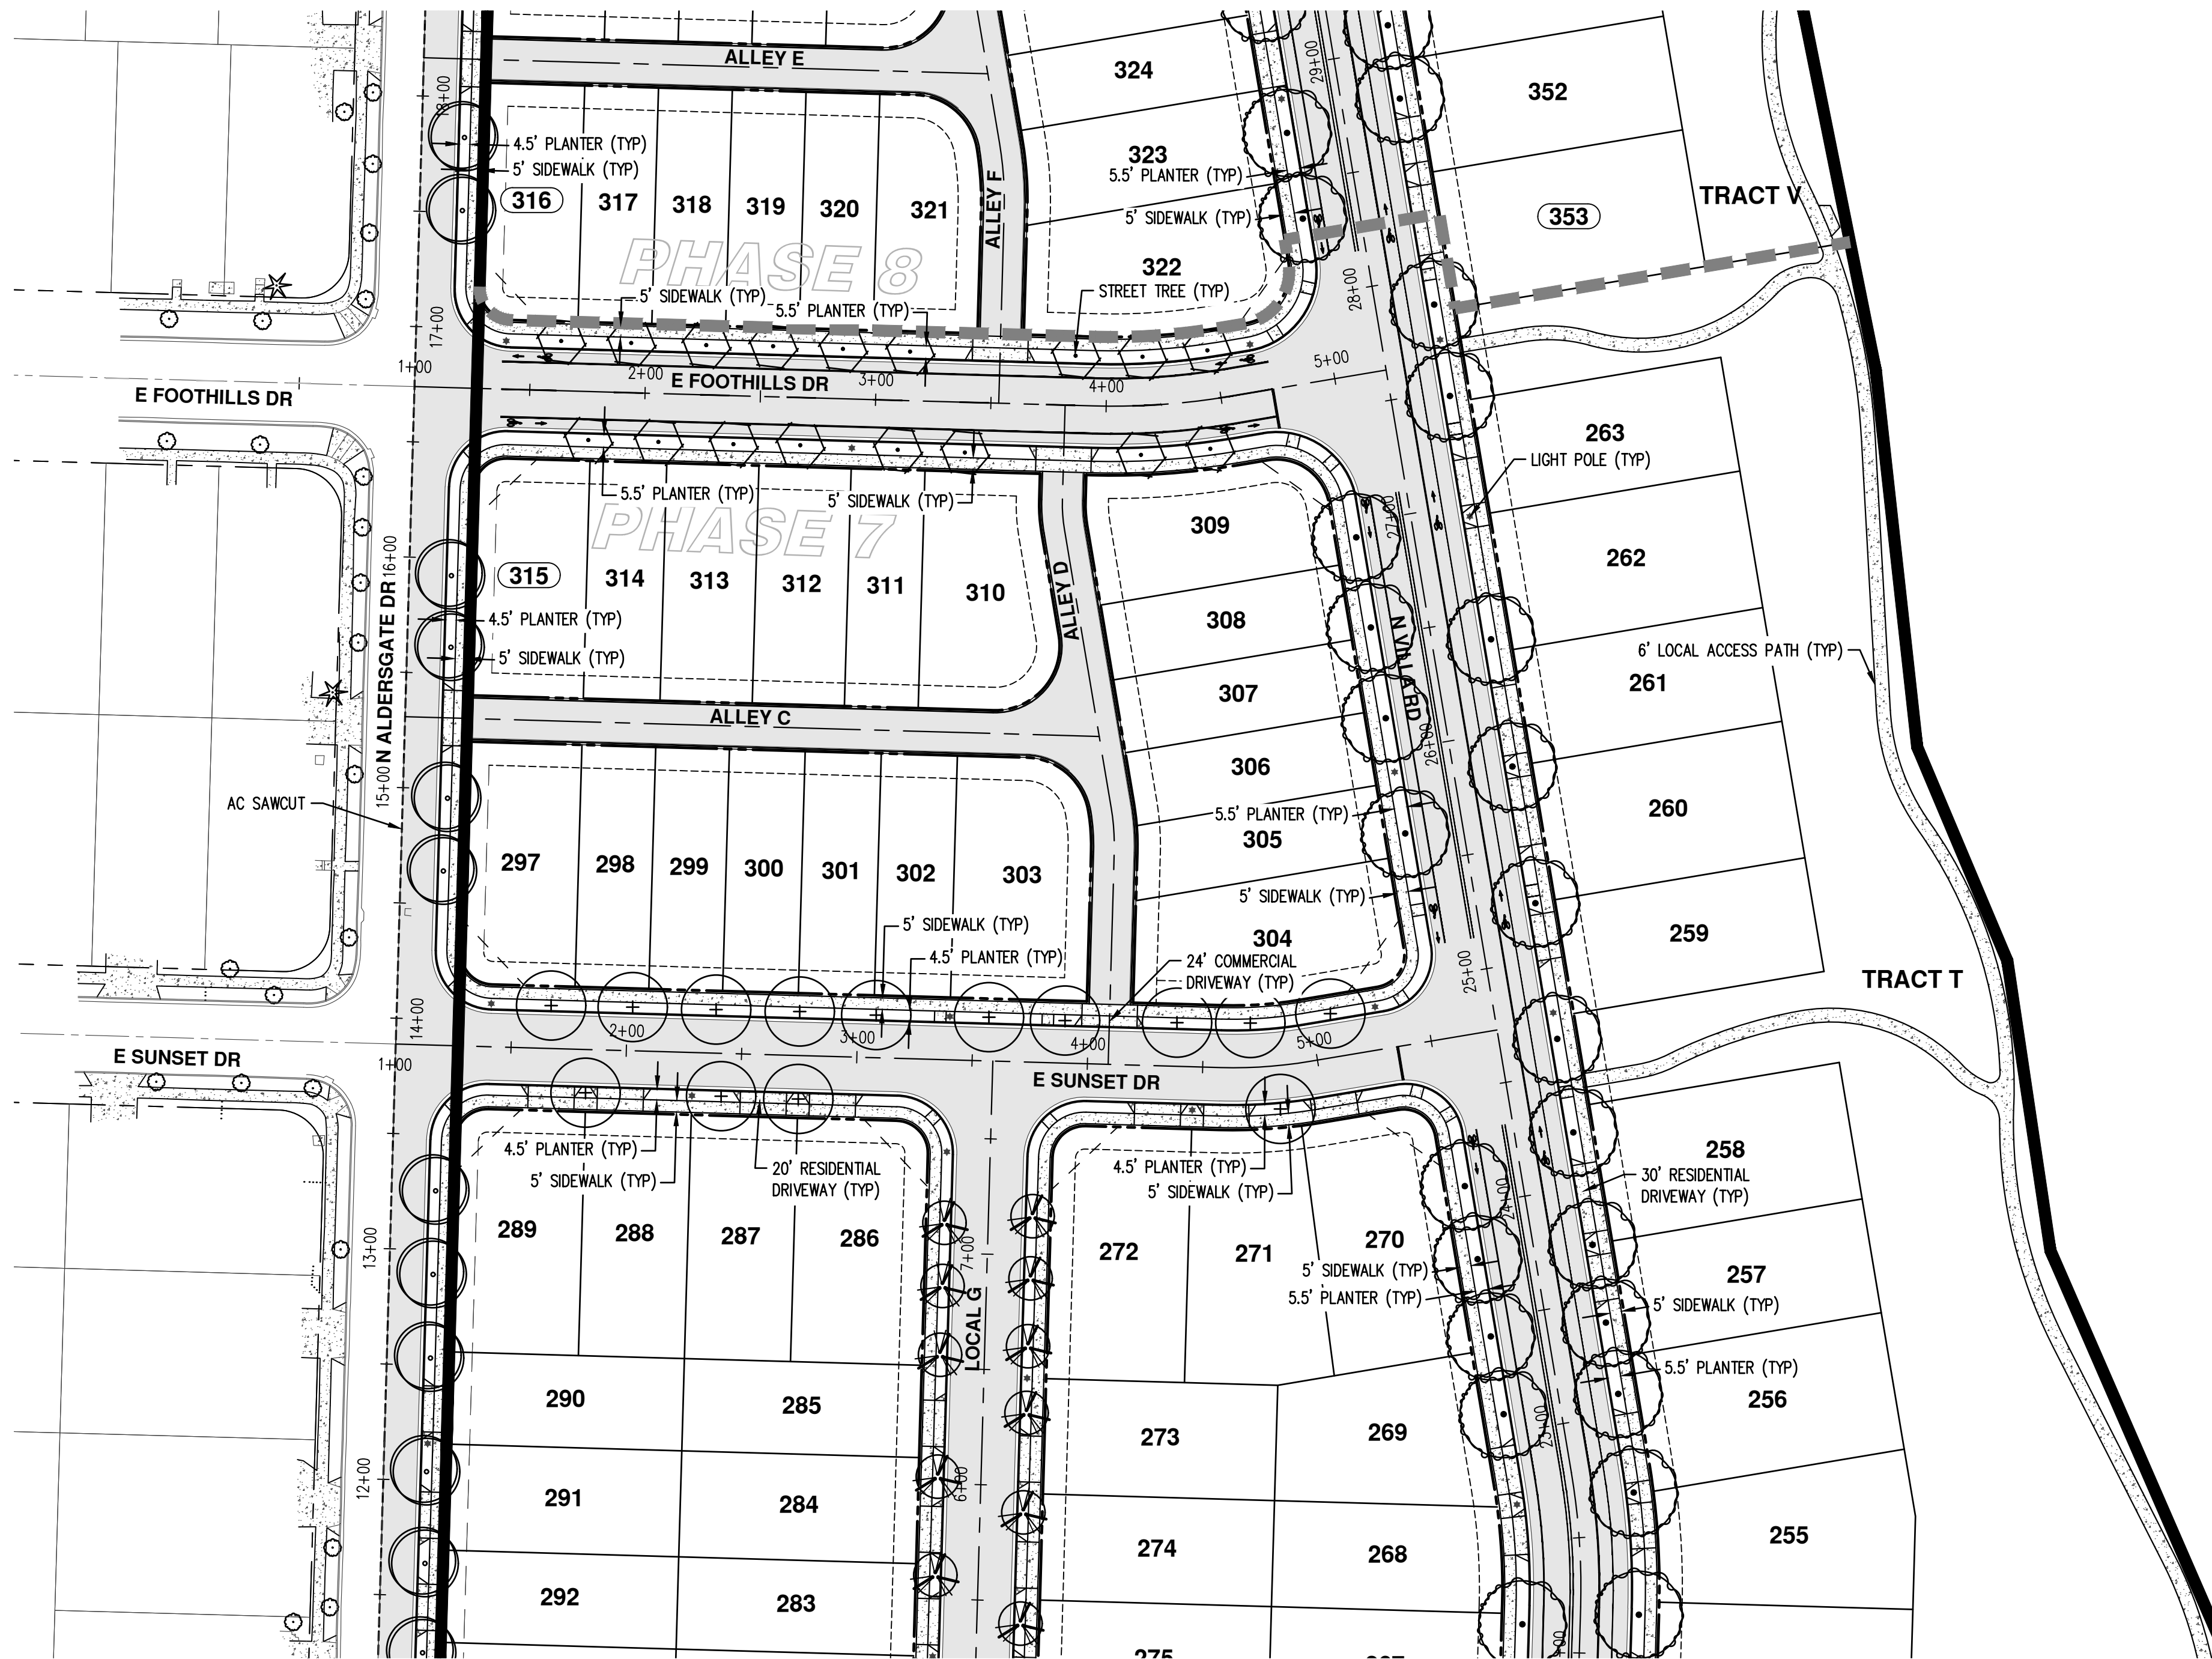 ALLEY E
324
352
18+00
29+00
4.5' PLANTER (TYP)
5' SIDEWALK (TYP)
323
5.5' PLANTER (TYP)
316
317
318
319
320
321
ALLEY F
5' SIDEWALK (TYP)
353
TRACT V
PHASE 8
322
STREET TREE (TYP)
28+00
5' SIDEWALK (TYP)
5.5' PLANTER (TYP)
17+00
1+00
2+00
3+00
4+00
5+00
E FOOTHILLS DR
E FOOTHILLS DR
263
LIGHT POLE (TYP)
5.5' PLANTER (TYP)
5' SIDEWALK (TYP)
27+00
309
PHASE 7
262
16+00
315
314
313
312
311
310
ALLEY D
308
N VILLA RD
4.5' PLANTER (TYP)
5' SIDEWALK (TYP)
6' LOCAL ACCESS PATH (TYP)
261
307
N ALDERSGATE DR
ALLEY C
26+00
306
15+00
AC SAWCUT
5.5' PLANTER (TYP)
260
305
297
298
299
300
301
302
303
5' SIDEWALK (TYP)
5' SIDEWALK (TYP)
304
259
4.5' PLANTER (TYP)
24' COMMERCIAL
DRIVEWAY (TYP)
25+00
TRACT T
14+00
2+00
3+00
4+00
5+00
E SUNSET DR
1+00
E SUNSET DR
4.5' PLANTER (TYP)
5' SIDEWALK (TYP)
20' RESIDENTIAL
DRIVEWAY (TYP)
4.5' PLANTER (TYP)
5' SIDEWALK (TYP)
258
30' RESIDENTIAL
DRIVEWAY (TYP)
24+00
289
288
287
286
13+00
7+00
272
271
270
5' SIDEWALK (TYP)
5.5' PLANTER (TYP)
257
5' SIDEWALK (TYP)
LOCAL G
5.5' PLANTER (TYP)
256
290
285
273
269
23+00
12+00
6+00
291
284
274
268
255
292
283
275